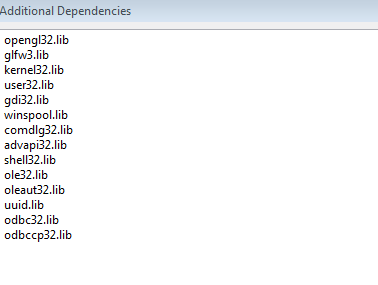 Additional Dependencies
opengl32.lib
glfw3.lib
kernel32.lib
user32.lib
gdi32.lib
winspool.lib
comdlg32.lib
advapi32.lib
shell32.lib
ole32.lib
oleaut32.lib
uuid.lib
odbc32.lib
odbccp32.lib